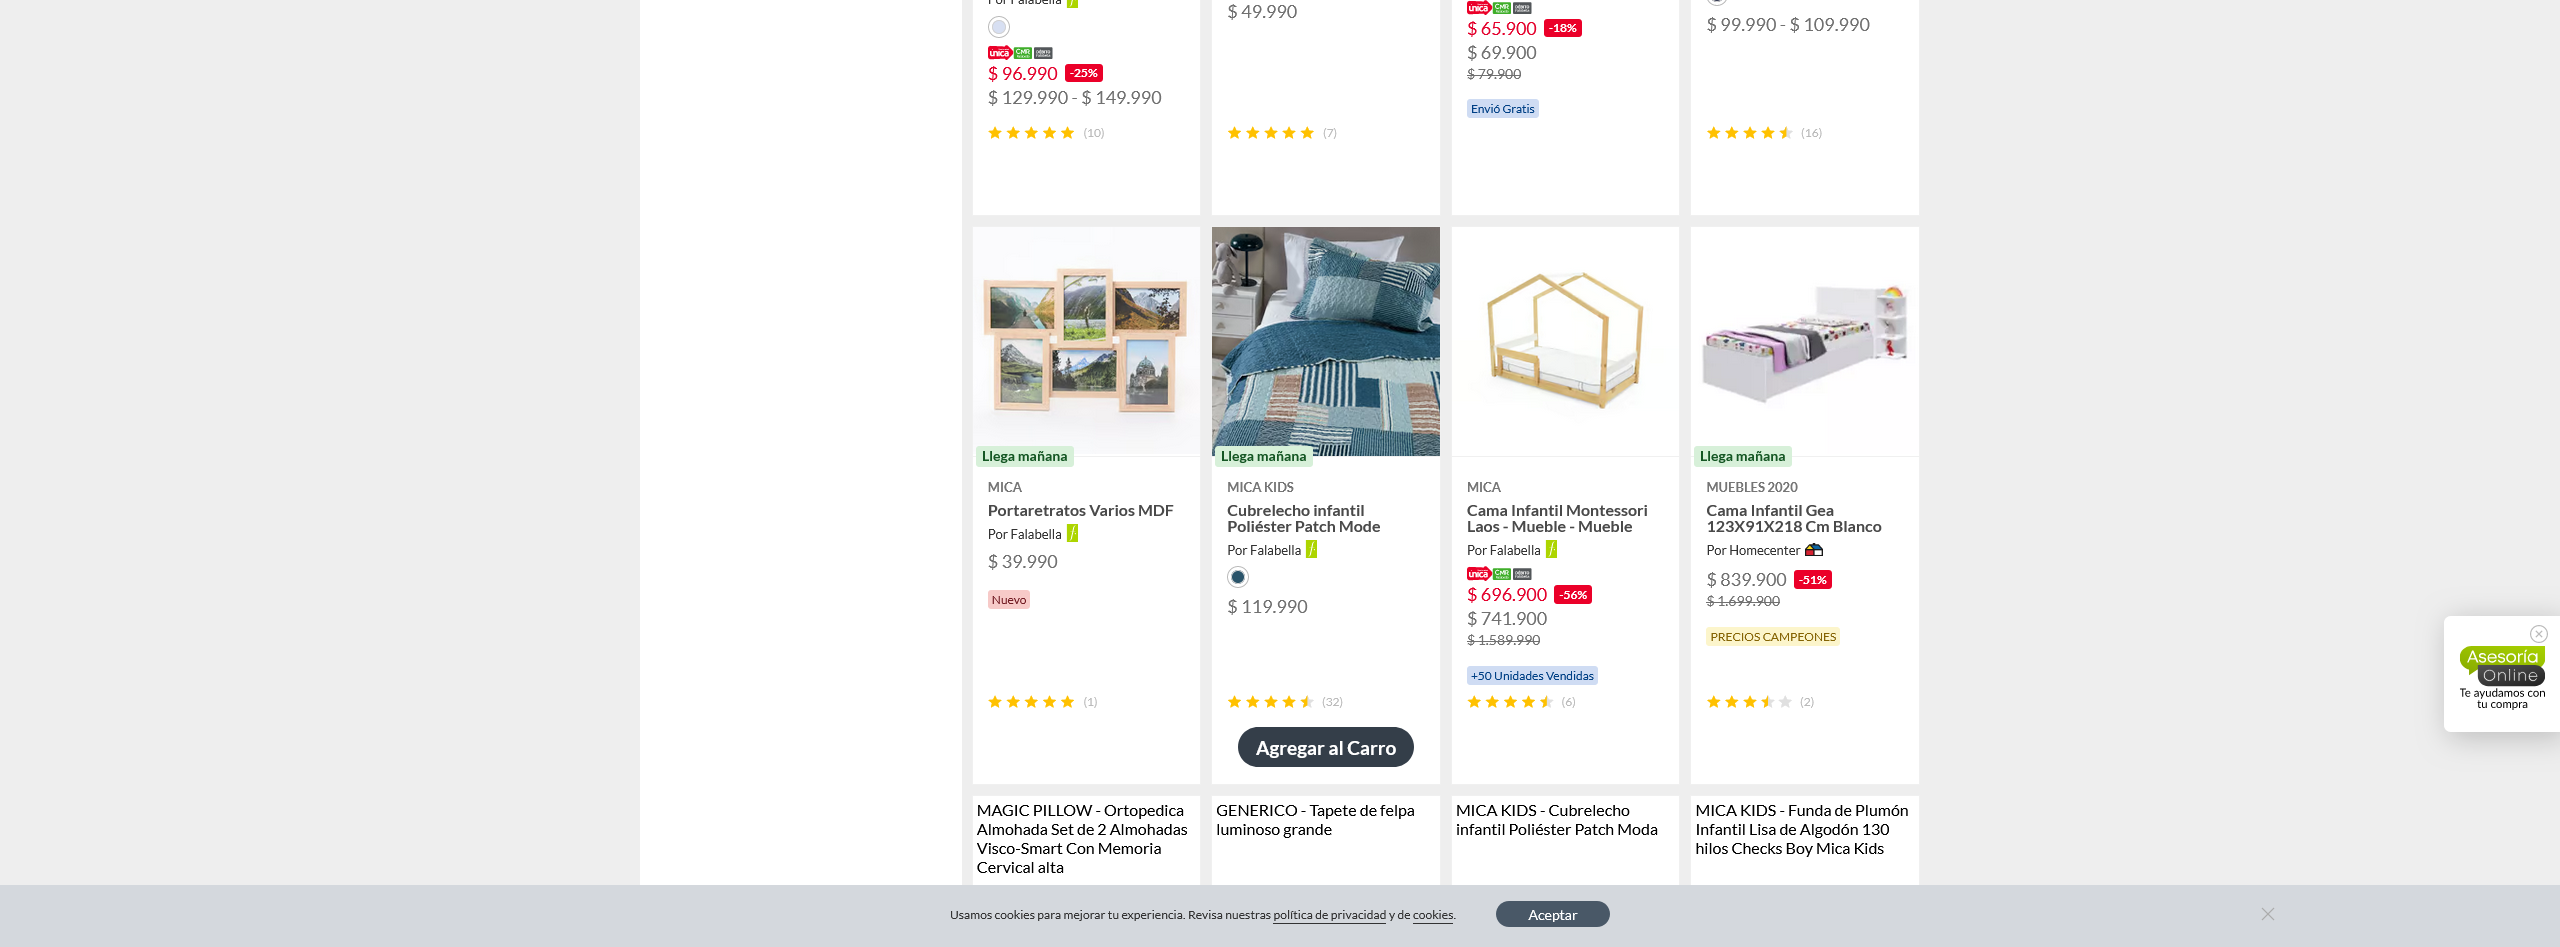 Por Falabella
$ 96.990 -25%
$ 129.990 - $ 149.990
(10)
$ 49.990
(7)
unica CMR
$ 65.900 -18%
$ 69.900
$ 79.900
Envió Gratis
$ 99.990 - $ 109.990
(16)
Llega mañana
MICA
Portaretratos Varios MDF
Por Falabella
$ 39.990
Nuevo
(1)
Llega mañana
MICA KIDS
Cubrelecho infantil
Poliéster Patch Mode
Por Falabella
$ 119.990
(32)
Agregar al Carro
MICA
Cama Infantil Montessori
Laos - Mueble - Mueble
Por Falabella
unica CMR
$ 696.900 -56%
$ 741.900
$ 1.589.990
+50 Unidades Vendidas
(6)
Llega mañana
MUEBLES 2020
Cama Infantil Gea
123X91X218 Cm Blanco
Por Homecenter
$ 839.900 -51%
$ 1.699.900
PRECIOS CAMPEONES
(2)
MAGIC PILLOW - Ortopedica
Almohada Set de 2 Almohadas
Visco-Smart Con Memoria
Cervical alta
GENERICO - Tapete de felpa
luminoso grande
MICA KIDS - Cubrelecho
infantil Poliéster Patch Moda
MICA KIDS - Funda de Plumón
Infantil Lisa de Algodón 130
hilos Checks Boy Mica Kids
Asesoría
Online
Te ayudamos con
tu compra
Usamos cookies para mejorar tu experiencia. Revisa nuestras política de privacidad y de cookies.
Aceptar